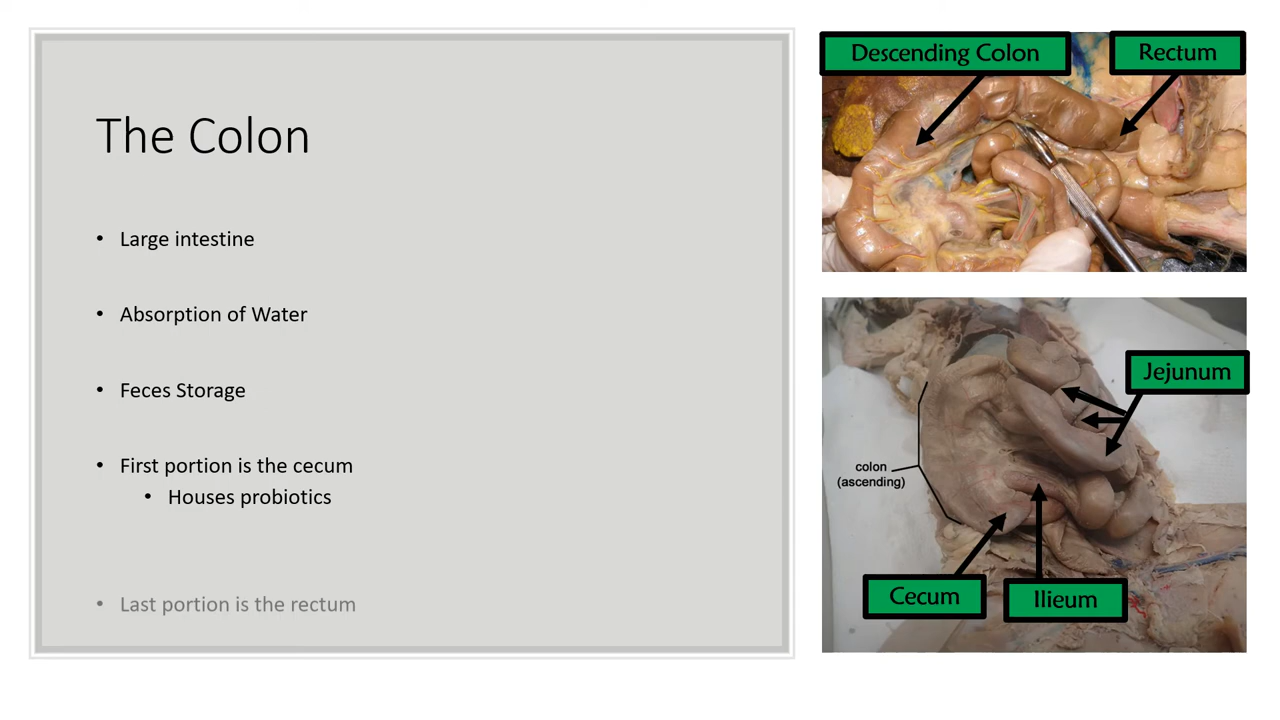 The Colon
• Large intestine
• Absorption of Water
• Feces Storage
• First portion is the cecum
• Houses probiotics
• Last portion is the rectum
Descending Colon
Rectum
Jejunum
colon
(ascending)
Cecum
Ilieum